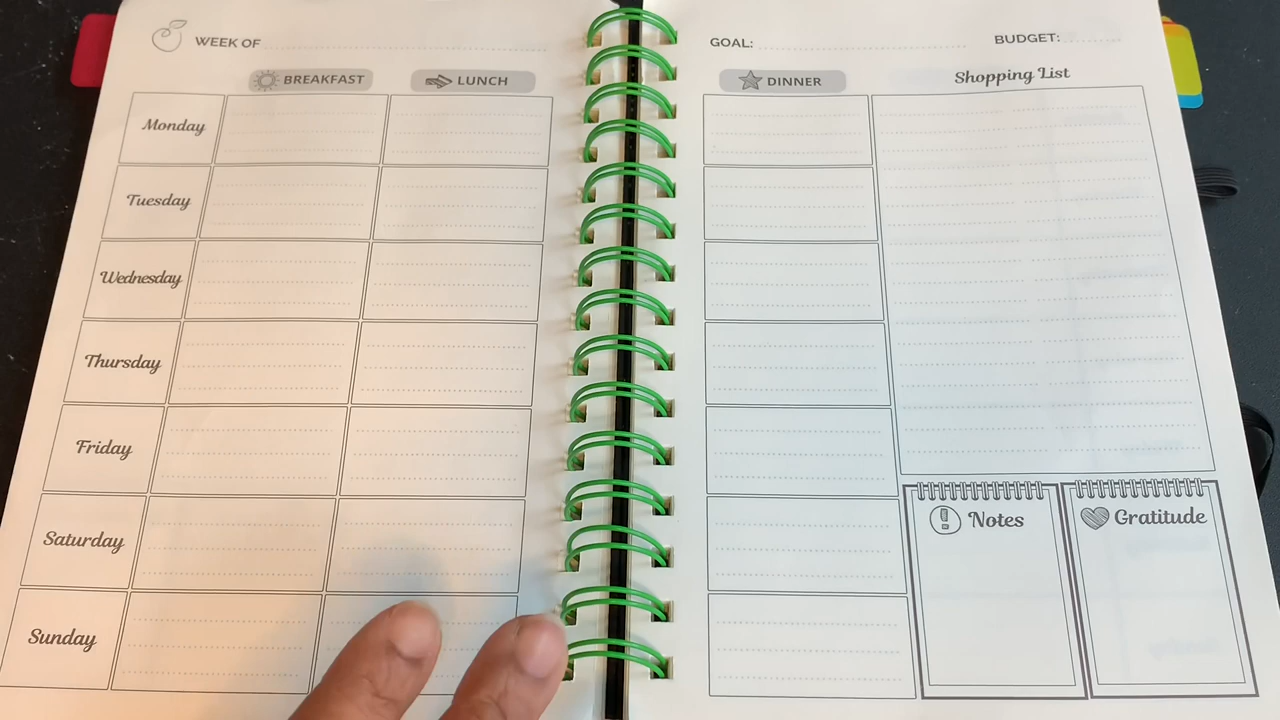 WEEK OF
GOAL:
BUDGET:
BREAKFAST
LUNCH
DINNER
Shopping List
Monday
Tuesday
Wednesday
Thursday
Friday
Saturday
Sunday
! Notes
Gratitude